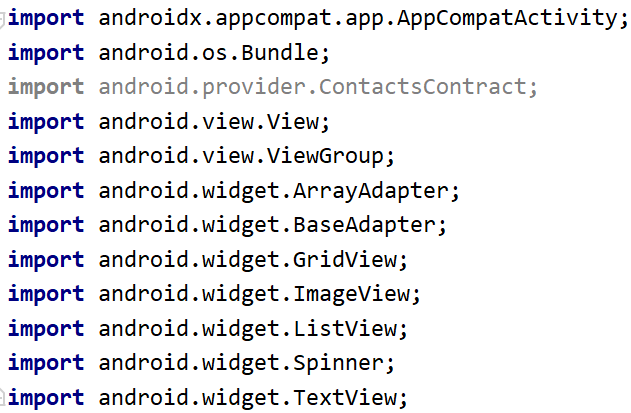 import androidx.appcompat.app.AppCompatActivity;
import android.os.Bundle;
import android.provider.ContactsContract;
import android.view.View;
import android.view.ViewGroup;
import android.widget.ArrayAdapter;
import android.widget.BaseAdapter;
import android.widget.GridView;
import android.widget.ImageView;
import android.widget.ListView;
import android.widget.Spinner;
import android.widget.TextView;